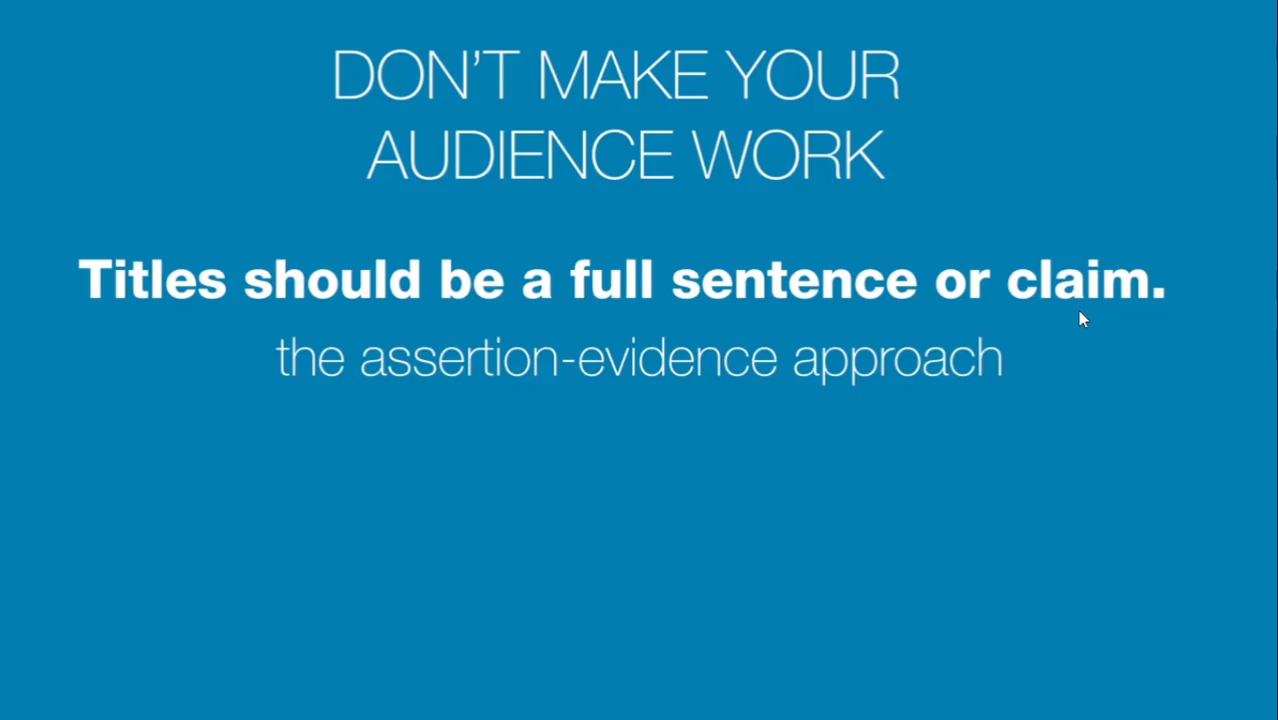 DON’T MAKE YOUR
AUDIENCE WORK
Titles should be a full sentence or claim.
the assertion-evidence approach